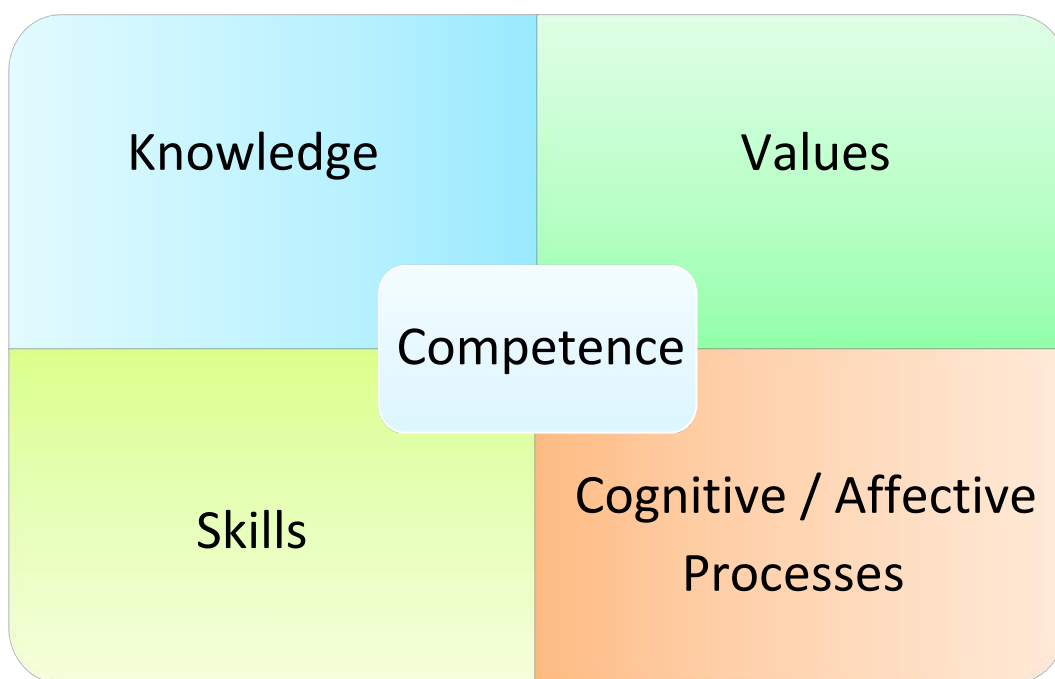 Knowledge
Values
Competence
Skills
Cognitive / Affective
Processes